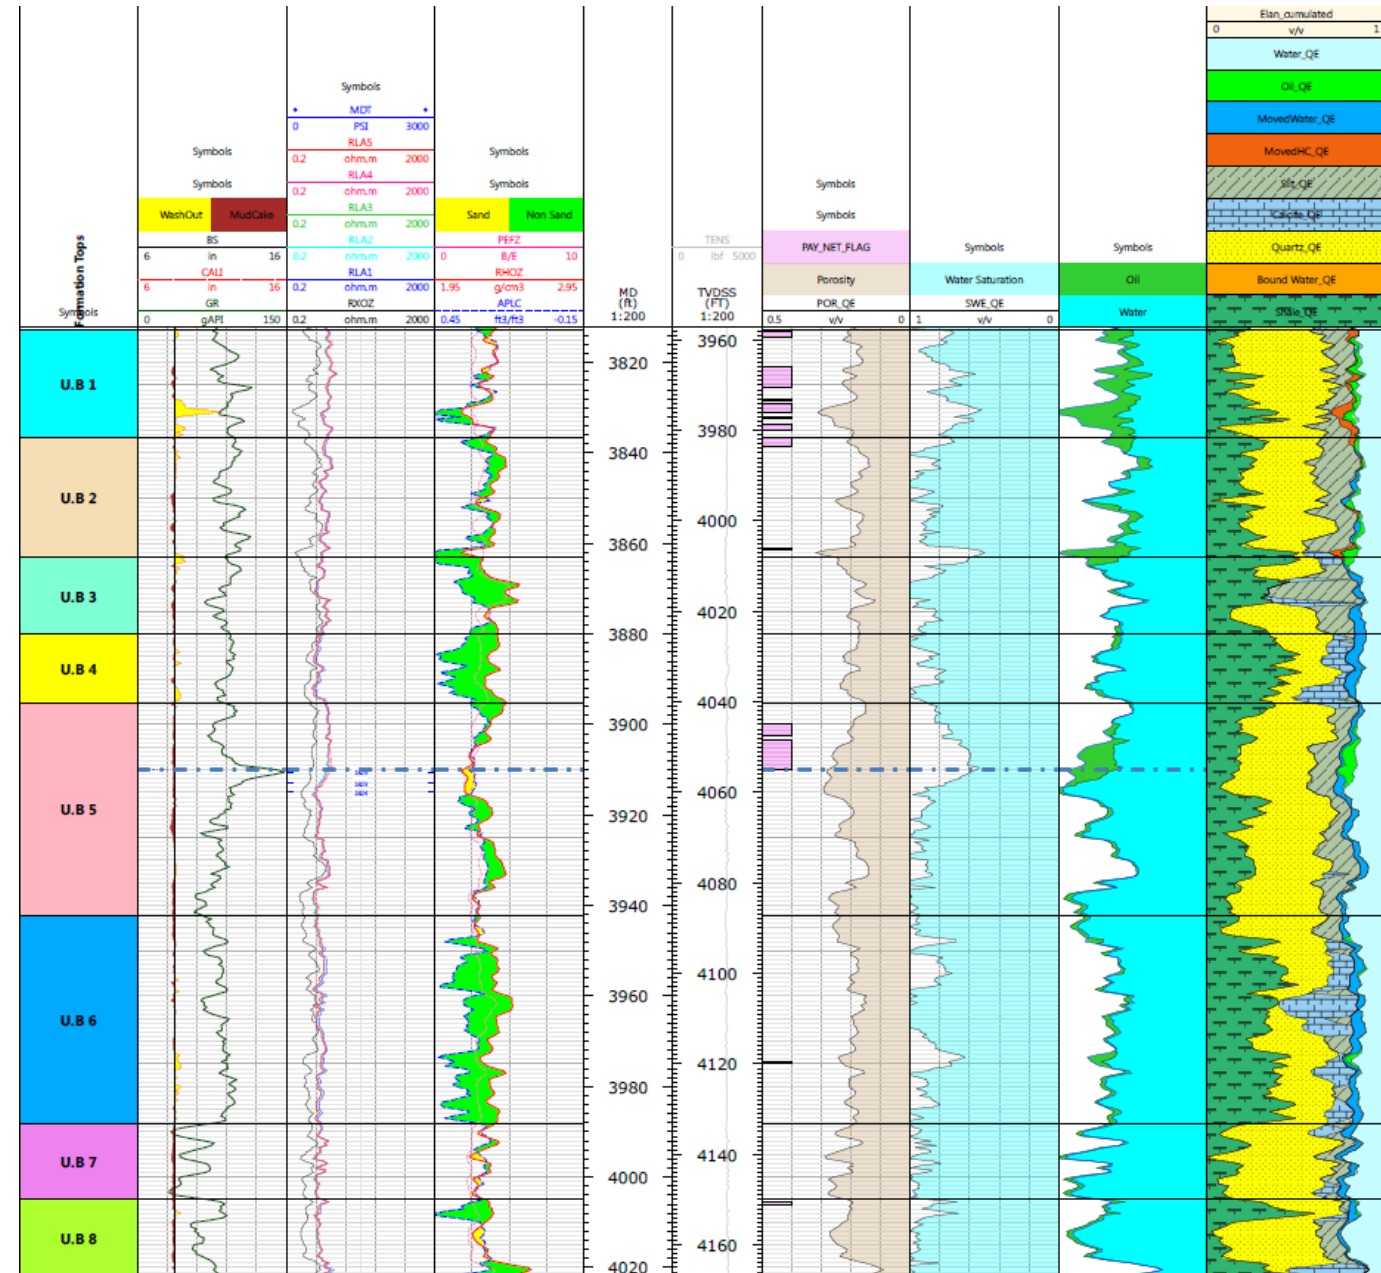 Elan_cumulated
0 v/v 1
Water_QE
Oil_QE
MovedWater_QE
MovedHC_QE
Silt_QE
Calcite_QE
Quartz_QE
Bound Water_QE
Shale_QE
Formation Tops
Symbols
Symbols
Symbols
WashOut MudCake
BS
6 in 16
CALI
6 in 16
GR
0 gAPI 150
Symbols
MDT
0 PSI 3000
RLA5
0.2 ohm.m 2000
RLA4
0.2 ohm.m 2000
RLA3
0.2 ohm.m 2000
RLA2
0.2 ohm.m 2000
RLA1
0.2 ohm.m 2000
RXOZ
0.2 ohm.m 2000
Symbols
Symbols
Sand Non Sand
PEFZ
0 B/E 10
RHOZ
1.95 g/cm3 2.95
APLC
0.45 ft3/ft3 -0.15
MD
(ft)
1:200
TENS
0 lbf 5000
TVDSS
(FT)
1:200
Symbols
Symbols
PAY_NET_FLAG
Porosity
POR_QE
0.5 v/v 0
Symbols
Water Saturation
SWE_QE
1 v/v 0
Symbols
Oil
Water
U.B 1
U.B 2
U.B 3
U.B 4
U.B 5
U.B 6
U.B 7
U.B 8
3820
3840
3860
3880
3900
3920
3940
3960
3980
4000
4020
3960
3980
4000
4020
4040
4060
4080
4100
4120
4140
4160